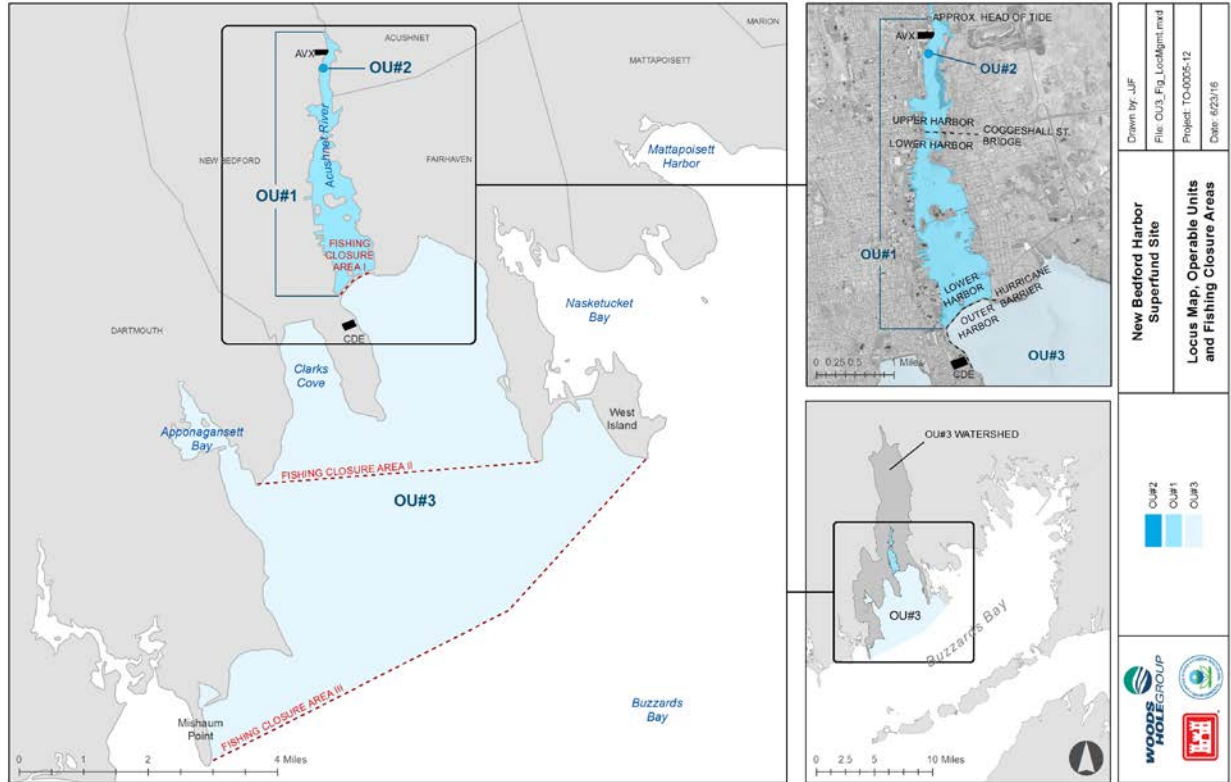 ACUSHNET
MARION
AVX
OU#2
MATTAPOISETT
Acushnet River
NEW BEDFORD
FAIRHAVEN
Mattapoisett
Harbor
OU#1
FISHING
CLOSURE
AREA I
Nasketucket
Bay
DARTMOUTH
CDE
Clarks
Cove
West
Island
Apponagansett
Bay
FISHING CLOSURE AREA II
OU#3
FISHING CLOSURE AREA III
Mishaum
Point
Buzzards
Bay
0 1 2 4 Miles
APPROX. HEAD OF TIDE
AVX
OU#2
UPPER HARBOR
COGGESHALL ST.
BRIDGE
LOWER HARBOR
OU#1
LOWER
HARBOR
HURRICANE
BARRIER
OUTER
HARBOR
OU#3
0 0.25 0.5 1 Miles
CDE
OU#3 WATERSHED
OU#3
Buzzards Bay
0 2.5 5 10 Miles
Drawn by: JJF
File: OU3_Fig_LocMgmt.mxd
Project: TO-0005-12
Date: 6/23/16
New Bedford Harbor
Superfund Site
Locus Map, Operable Units
and Fishing Closure Areas
OU#2
OU#1
OU#3
WOODS
HOLE GROUP